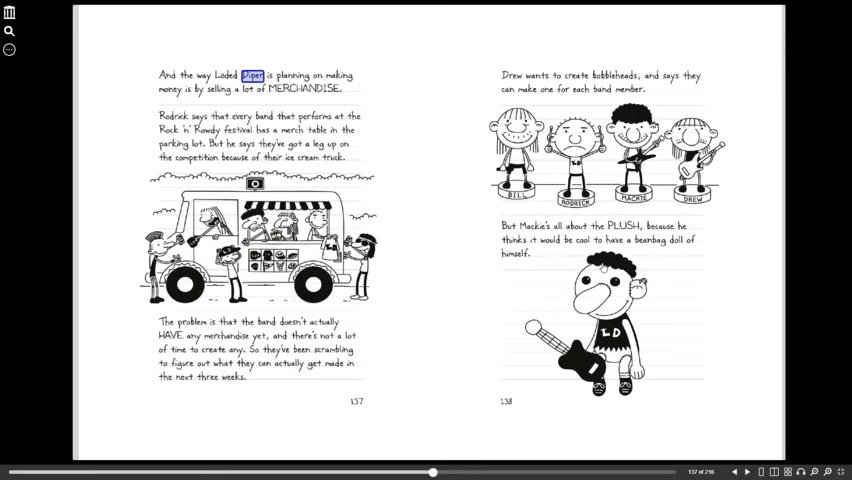 And the way Löded Diper is planning on making
money is by selling a lot of MERCHANDISE.
Rodrick says that every band that performs at the
Rock 'n' Rowdy festival has a merch table in the
parking lot. But he says they've got a leg up on
the competition because of their ice cream truck.
LD
The problem is that the band doesn't actually
HAVE any merchandise yet, and there's not a lot
of time to create any. So they've been scrambling
to figure out what they can actually get made in
the next three weeks.
137
Drew wants to create bobbleheads, and says they
can make one for each band member.
LD
BILL
RODRICK
MACKIE
DREW
But Mackie's all about the PLUSH, because he
thinks it would be cool to have a beanbag doll of
himself.
LD
138
137 of 216